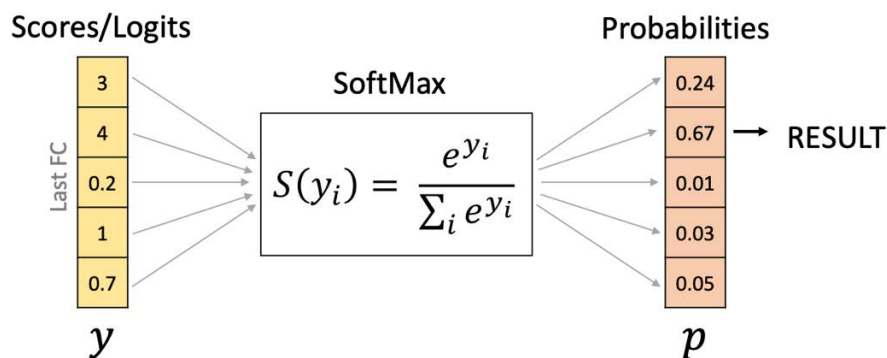 Scores/Logits
Probabilities
SoftMax
Last FC
3
4
0.2
1
0.7
y
S(y_i) = e^{y_i} / ∑_i e^{y_i}
0.24
0.67
0.01
0.03
0.05
p
RESULT